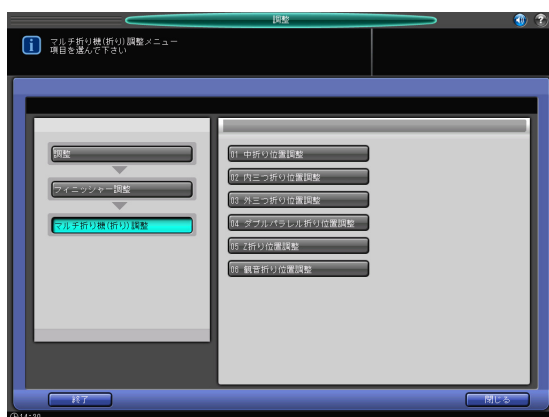 調整
マルチ折り機(折り)調整メニュー
項目を選んで下さい
調整
フィニッシャー調整
マルチ折り機(折り)調整
01 中折り位置調整
02 内三つ折り位置調整
03 外三つ折り位置調整
04 ダブルパラレル折り位置調整
05 Z折り位置調整
06 観音折り位置調整
終了
閉じる